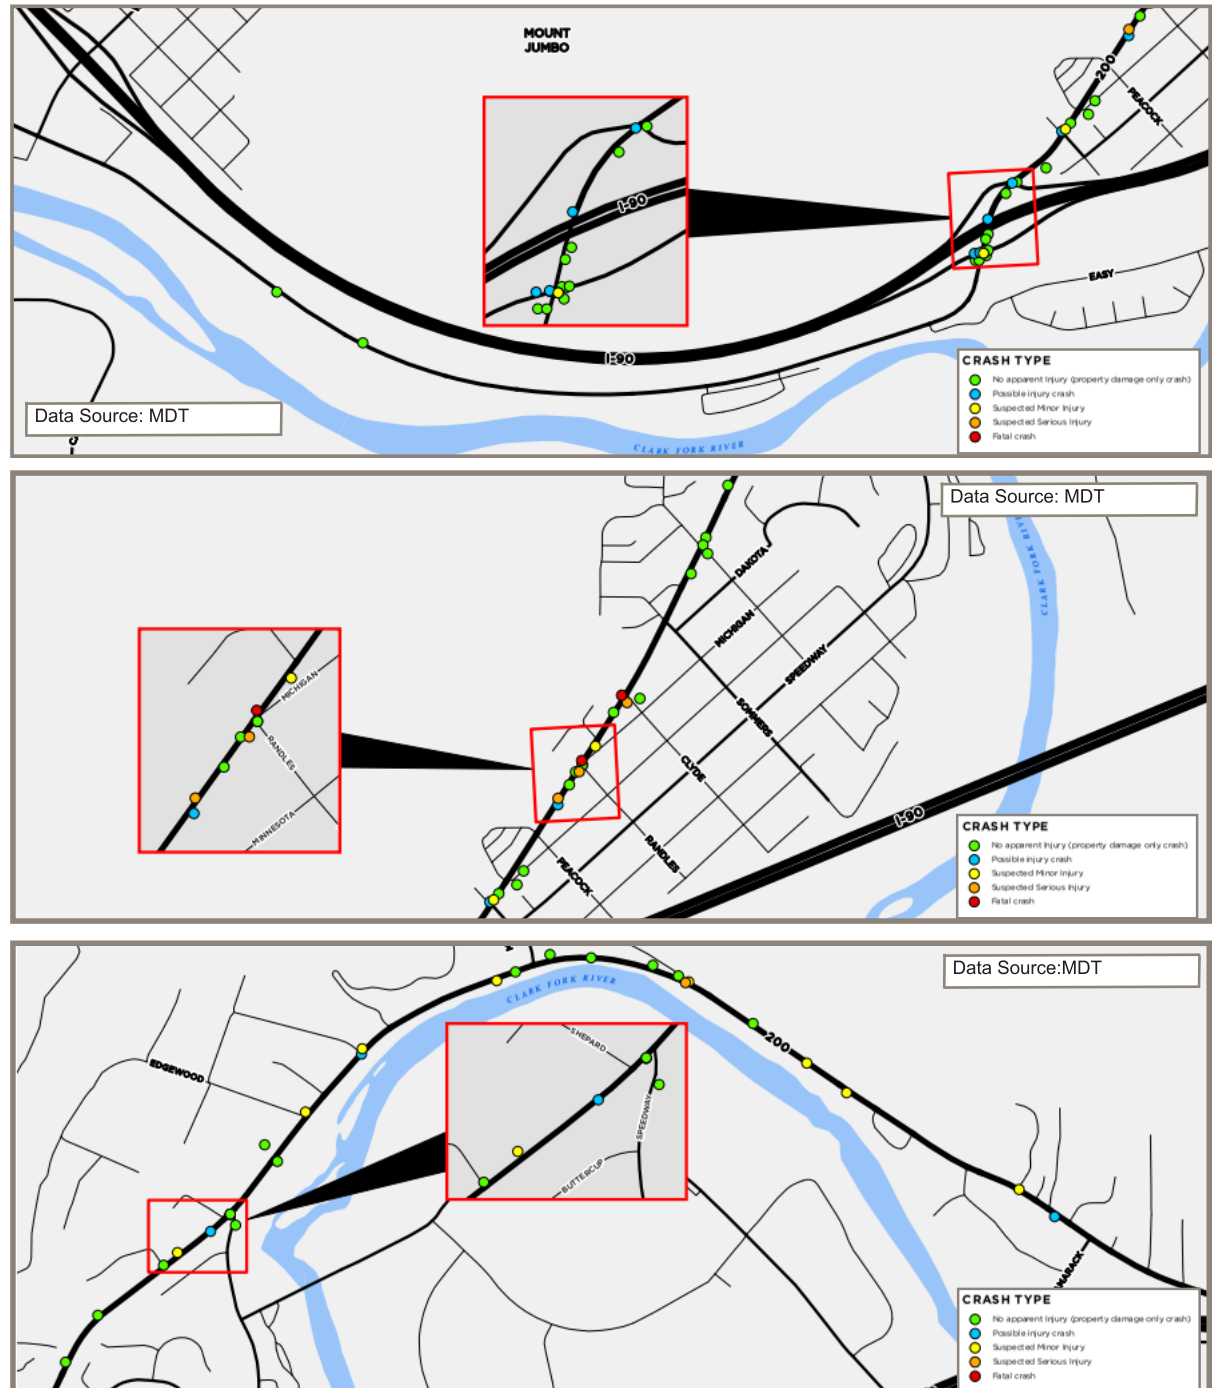 MOUNT
JUMBO
200
PEACOCK
I-90
EASY
I-90
CRASH TYPE
No apparent Injury (property damage only crash)
Possible injury crash
Suspected Minor Injury
Suspected Serious Injury
Fatal crash
Data Source: MDT
CLARK FORK RIVER
Data Source: MDT
CLARK FORK RIV
DAKOTA
MICHIGAN
SPEEDWAY
SOMMERS
MICHIGAN
RANDLES
MINNESOTA
CLYDE
I-90
RANDLES
PEACOCK
CRASH TYPE
No apparent Injury (property damage only crash)
Possible injury crash
Suspected Minor Injury
Suspected Serious Injury
Fatal crash
Data Source:MDT
CLARK FORK RIVER
200
SHEPARD
EDGEWOOD
SPEEDWAY
BUTTERCUP
MARACK
CRASH TYPE
No apparent Injury (property damage only crash)
Possible injury crash
Suspected Minor Injury
Suspected Serious Injury
Fatal crash